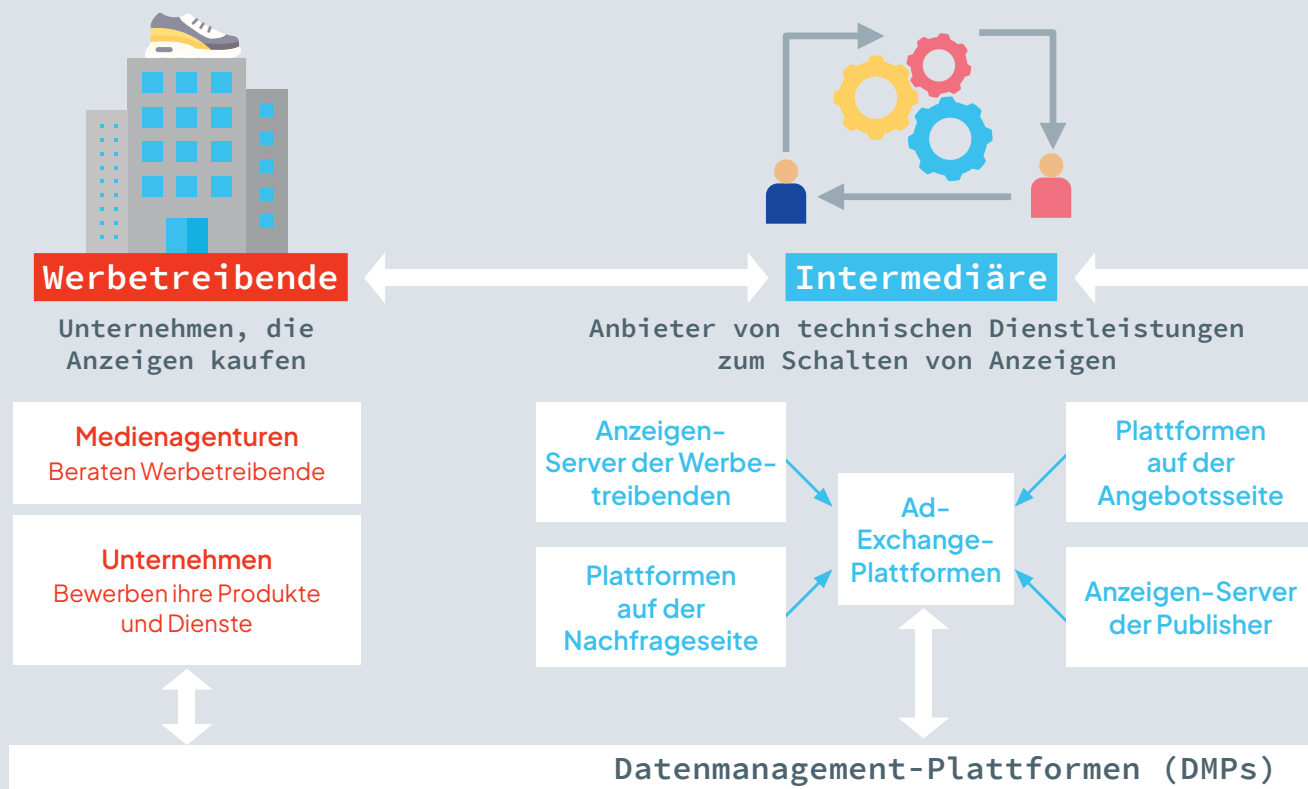 Werbetreibende
Unternehmen, die
Anzeigen kaufen
Medienagenturen
Beraten Werbetreibende
Unternehmen
Bewerben ihre Produkte
und Dienste
Intermediäre
Anbieter von technischen Dienstleistungen
zum Schalten von Anzeigen
Anzeigen-
Server der Werbe-
treibenden
Plattformen
auf der
Nachfrageseite
Ad-
Exchange-
Plattformen
Plattformen
auf der
Angebotsseite
Anzeigen-Server
der Publisher
Datenmanagement-Plattformen (DMPs)